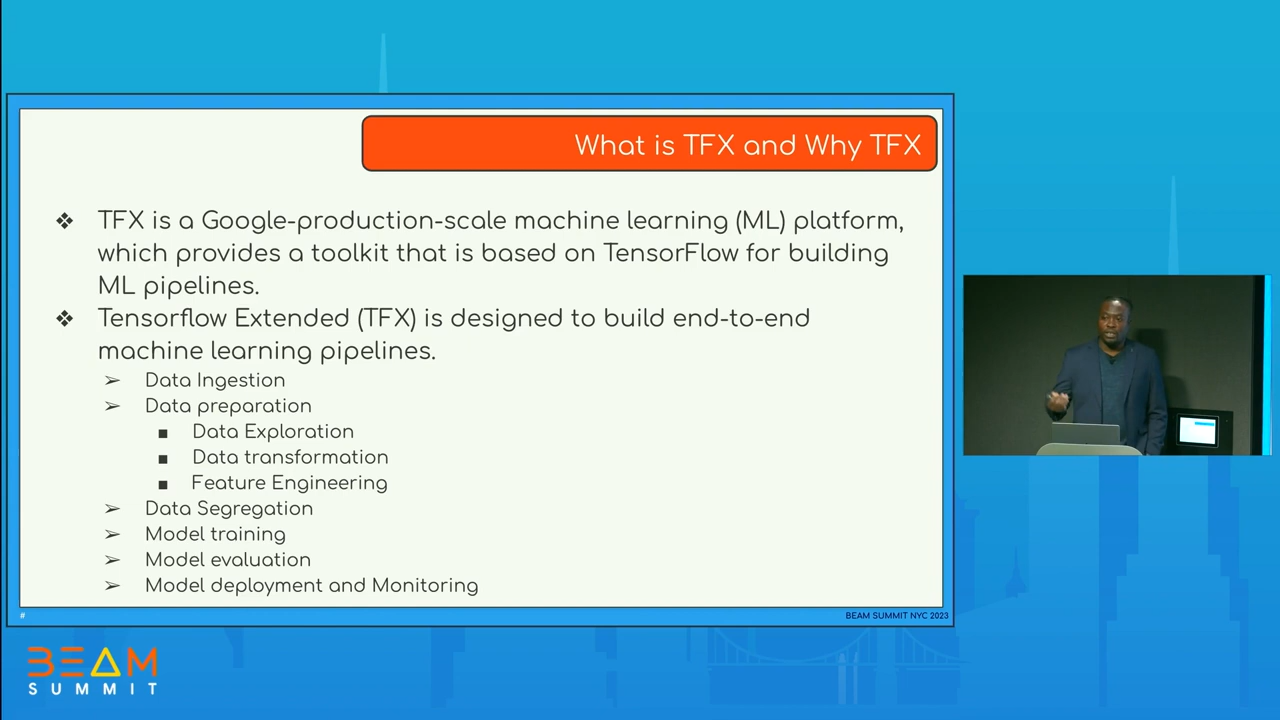 What is TFX and Why TFX
❖ TFX is a Google-production-scale machine learning (ML) platform,
which provides a toolkit that is based on TensorFlow for building
ML pipelines.
❖ Tensorflow Extended (TFX) is designed to build end-to-end
machine learning pipelines.
➢ Data Ingestion
➢ Data preparation
■ Data Exploration
■ Data transformation
■ Feature Engineering
➢ Data Segregation
➢ Model training
➢ Model evaluation
➢ Model deployment and Monitoring
#
BEAM SUMMIT NYC 2023
BEAM
SUMMIT